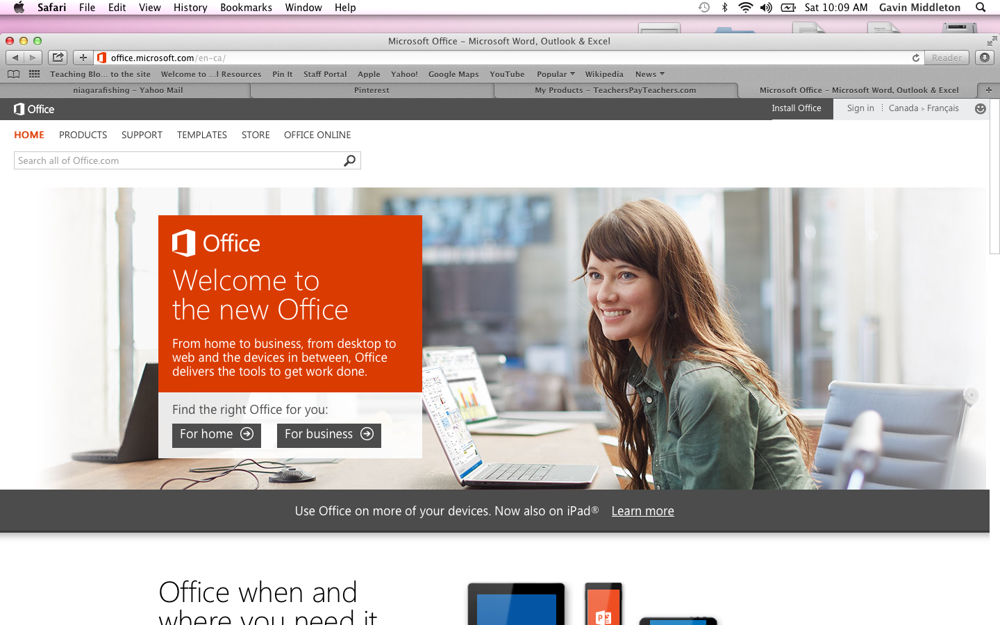 Safari File Edit View History Bookmarks Window Help Sat 10:09 AM Gavin Middleton
Microsoft Office – Microsoft Word, Outlook & Excel
office.microsoft.com/en-ca/ Reader
Teaching Blo... to the site Welcome to ...l Resources Pin It Staff Portal Apple Yahoo! Google Maps YouTube Popular Wikipedia News
niagarafishing – Yahoo Mail Pinterest My Products – TeachersPayTeachers.com Microsoft Office – Microsoft Word, Outlook & Excel
Office Install Office Sign in Canada > Français
HOME PRODUCTS SUPPORT TEMPLATES STORE OFFICE ONLINE
Search all of Office.com
Office
Welcome to
the new Office
From home to business, from desktop to
web and the devices in between, Office
delivers the tools to get work done.
Find the right Office for you:
For home For business
Use Office on more of your devices. Now also on iPad® Learn more
Office when and
where you need it
P